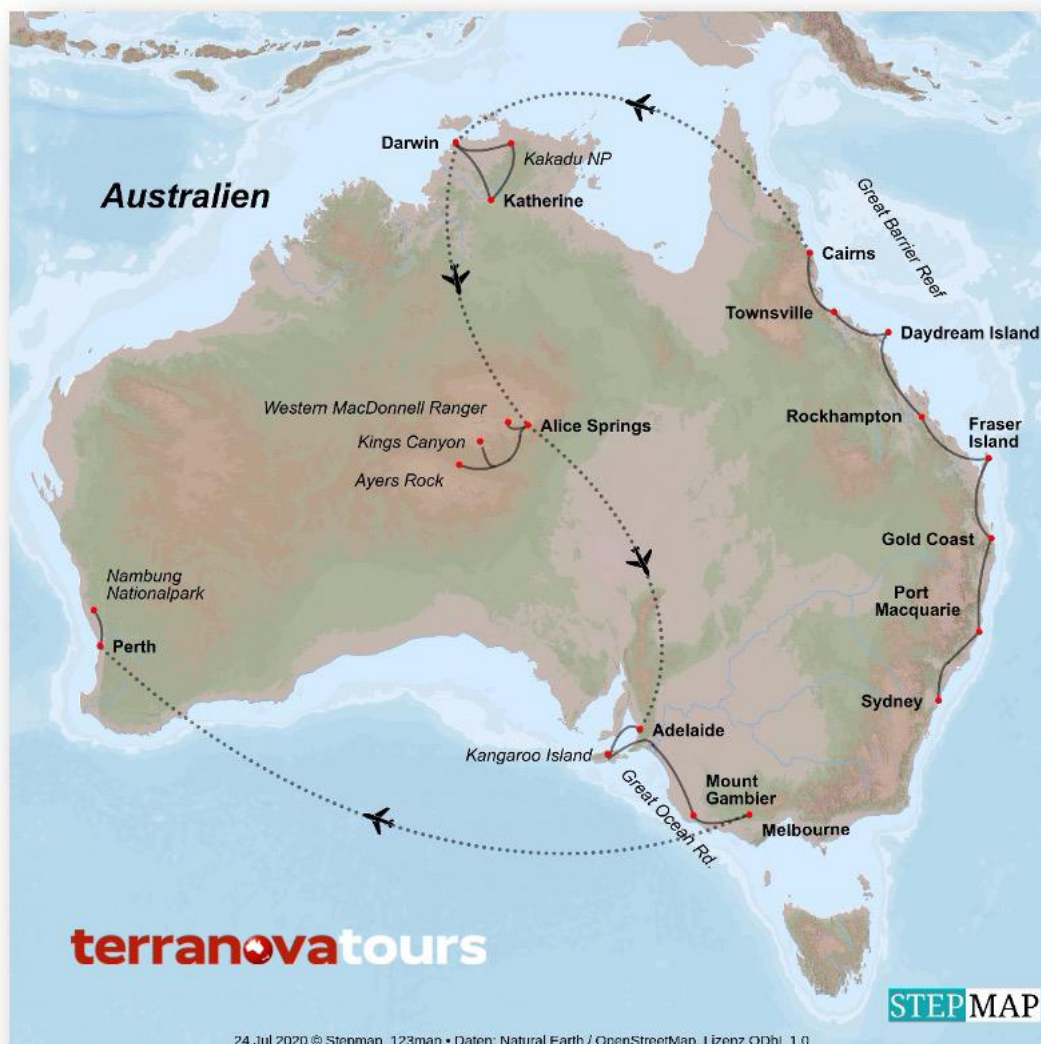 Darwin
Kakadu NP
Katherine
Australien
Great Barrier Reef
Cairns
Townsville
Daydream Island
Western MacDonnell Ranger
Alice Springs
Rockhampton
Fraser
Island
Kings Canyon
Ayers Rock
Gold Coast
Nambung
Nationalpark
Port
Macquarie
Perth
Sydney
Adelaide
Kangaroo Island
Great Ocean Rd.
Mount
Gambier
Melbourne
terranovatours
STEPMAP
24 Jul 2020 © Stepmap, 123map • Daten: Natural Earth / OpenStreetMap, Lizenz ODbL 1.0